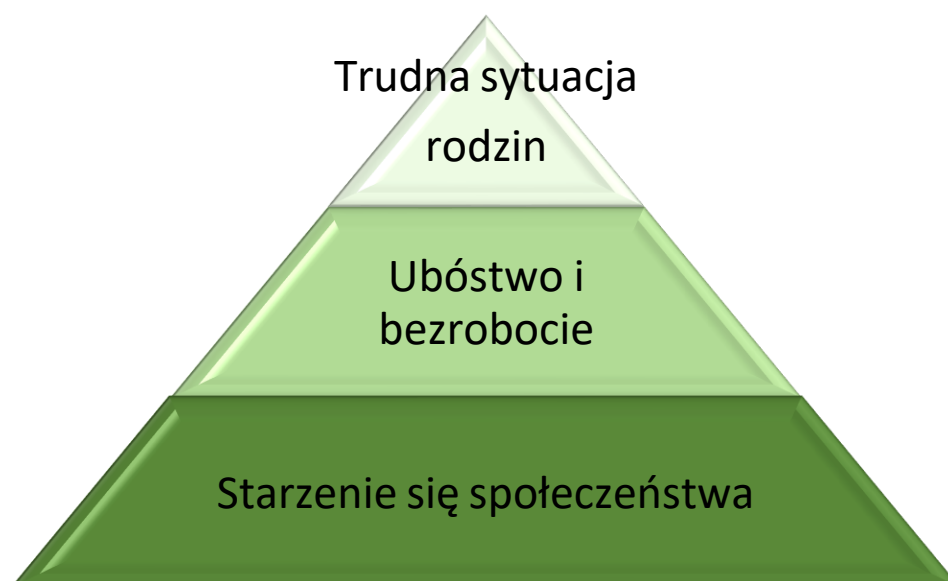 Trudna sytuacja
rodzin
Ubóstwo i
bezrobocie
Starzenie się społeczeństwa